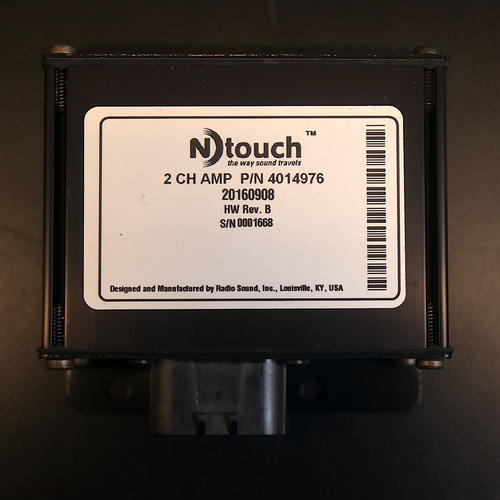 NDtouch™
the way sound travels
2 CH AMP P/N 4014976
20160908
HW Rev. B
S/N 0001668
Designed and Manufactured by Radio Sound, Inc., Louisville, KY, USA